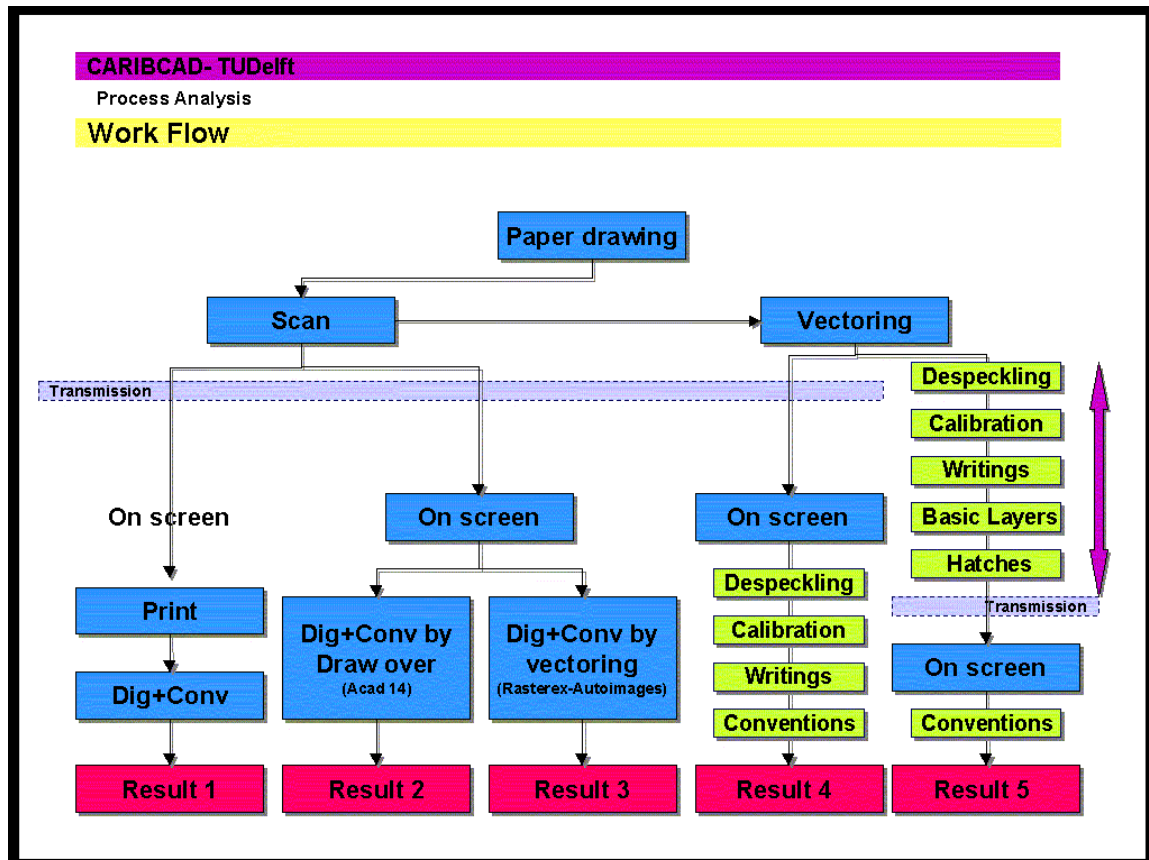 CARIBCAD- TUDelft
Process Analysis
Work Flow
Paper drawing
Scan
Vectoring
Transmission
Despeckling
Calibration
Writings
Basic Layers
Hatches
Transmission
On screen
On screen
On screen
On screen
Print
Dig+Conv
Dig+Conv by
Draw over
(Acad 14)
Dig+Conv by
vectoring
(Rasterex-Autoimages)
Despeckling
Calibration
Writings
Conventions
Conventions
Result 1
Result 2
Result 3
Result 4
Result 5